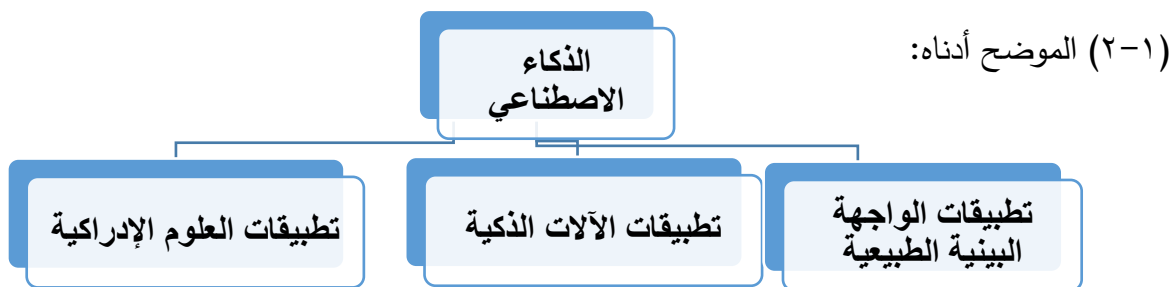 (٢-١) الموضح أدناه:
الذكاء
الاصطناعي
تطبيقات الواجهة
البينية الطبيعية
تطبيقات الآلات الذكية
تطبيقات العلوم الإدراكية